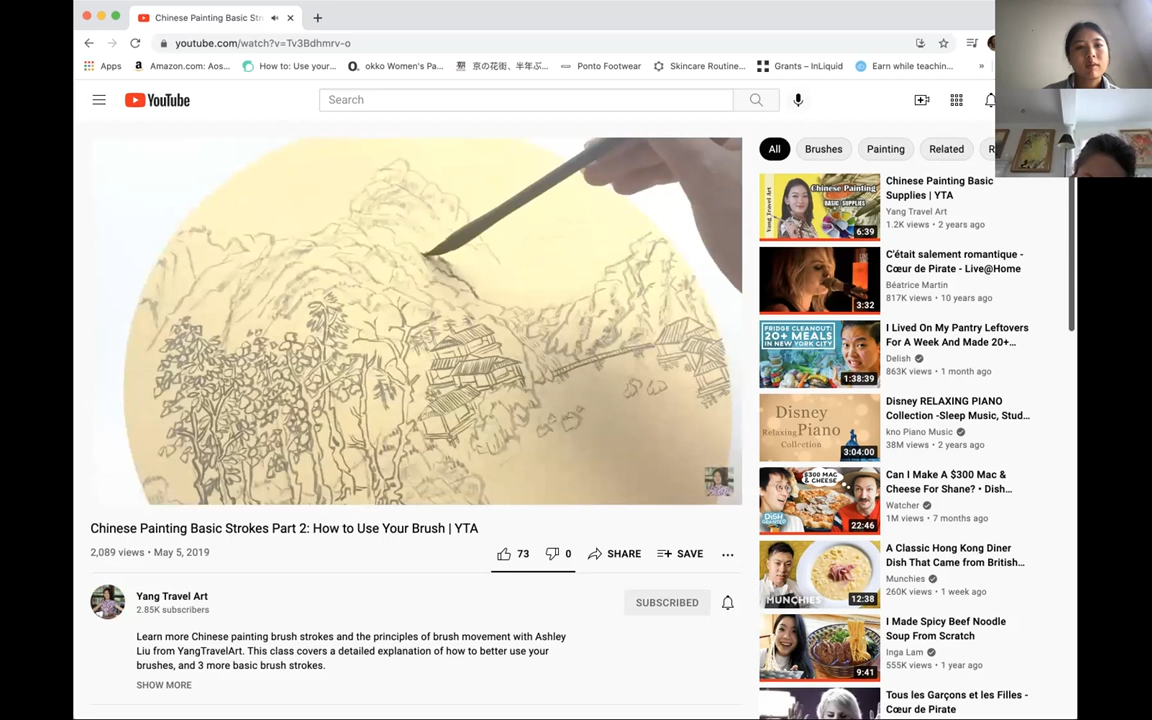 Chinese Painting Basic Str
youtube.com/watch?v=Tv3Bdhmrv-o
Apps
Amazon.com: Aos...
How to: Use your...
okko Women's Pa...
京の花街、半年ぶ...
Ponto Footwear
Skincare Routine...
Grants – InLiquid
Earn while teachin...
»
YouTube
Search
All
Brushes
Painting
Related
Yang Travel Art
Chinese Painting
BASIC SUPPLIES
6:39
Chinese Painting Basic
Supplies | YTA
Yang Travel Art
1.2K views • 2 years ago
3:32
C'était salement romantique -
Cœur de Pirate - Live@Home
Béatrice Martin
817K views • 10 years ago
FRIDGE CLEANOUT:
20+ MEALS
IN NEW YORK CITY
1:38:39
I Lived On My Pantry Leftovers
For A Week And Made 20+...
Delish
863K views • 1 month ago
Disney
Relaxing Piano
Collection
3:04:00
Disney RELAXING PIANO
Collection -Sleep Music, Stud...
kno Piano Music
38M views • 2 years ago
$300 MAC
& CHEESE
DISH
GRANTED
22:46
Can I Make A $300 Mac &
Cheese For Shane? • Dish...
Watcher
1M views • 7 months ago
MUNCHIES
12:38
A Classic Hong Kong Diner
Dish That Came from British...
Munchies
260K views • 1 week ago
9:41
I Made Spicy Beef Noodle
Soup From Scratch
Inga Lam
555K views • 1 year ago
Tous les Garçons et les Filles -
Cœur de Pirate
Chinese Painting Basic Strokes Part 2: How to Use Your Brush | YTA
2,089 views • May 5, 2019
73
0
SHARE
SAVE
Yang Travel Art
2.85K subscribers
SUBSCRIBED
Learn more Chinese painting brush strokes and the principles of brush movement with Ashley
Liu from YangTravelArt. This class covers a detailed explanation of how to better use your
brushes, and 3 more basic brush strokes.
SHOW MORE